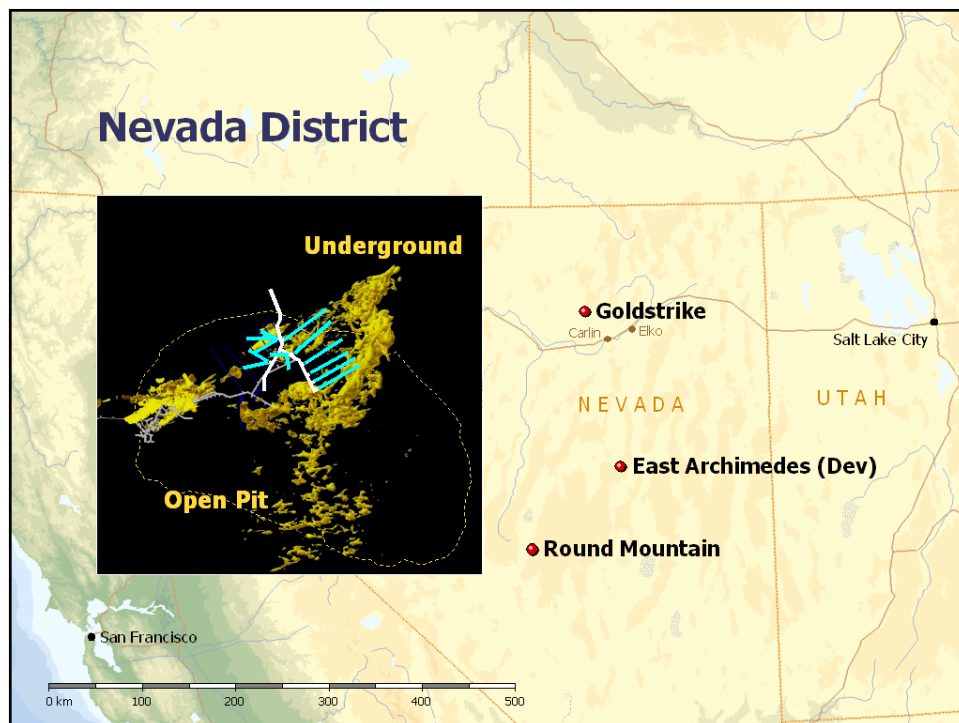 Nevada District
Underground
Open Pit
Goldstrike
Carlin
Elko
Salt Lake City
NEVADA
UTAH
East Archimedes (Dev)
Round Mountain
San Francisco
0 km 100 200 300 400 500